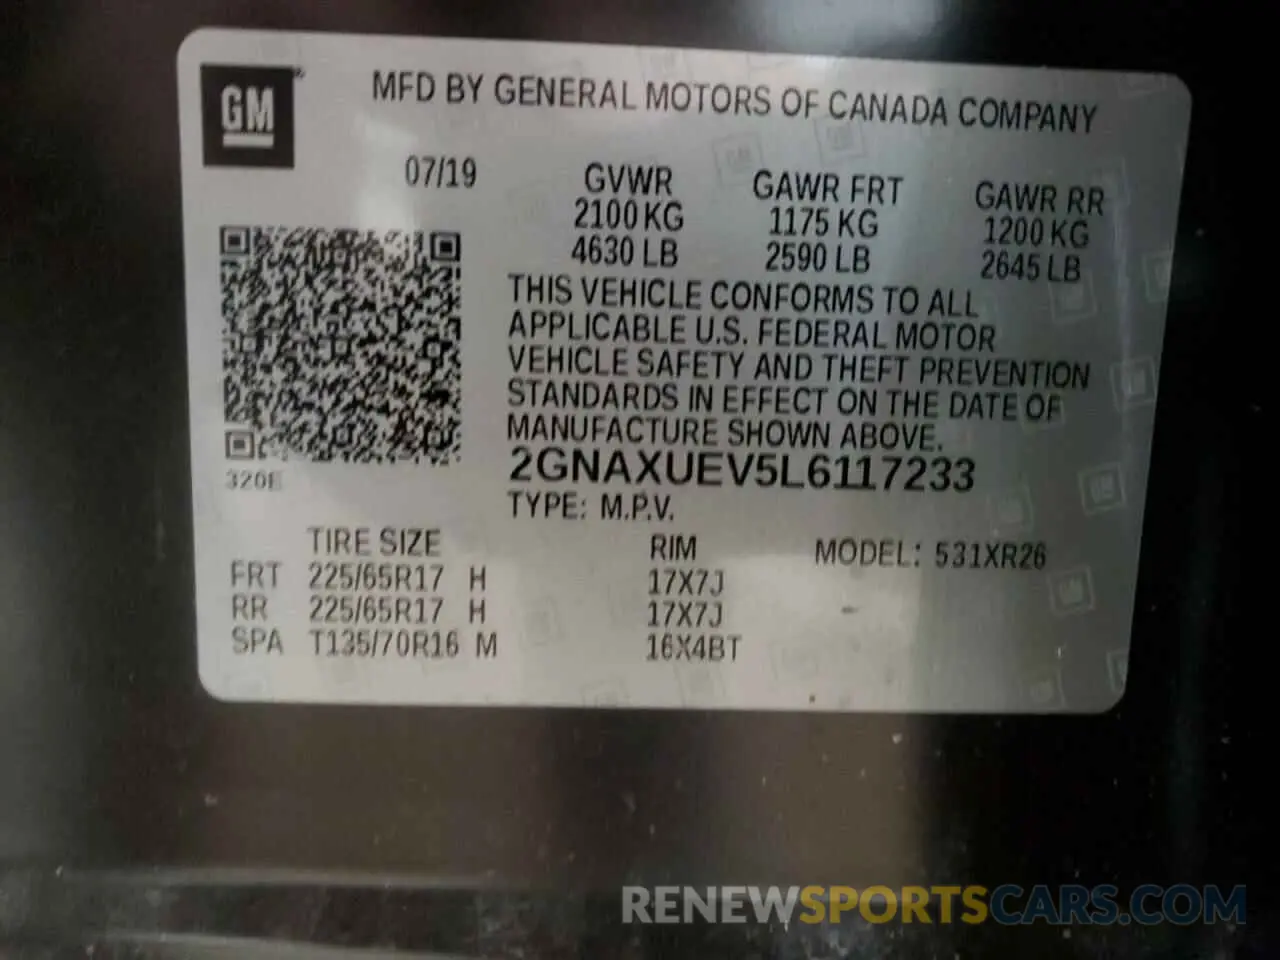 GM
MFD BY GENERAL MOTORS OF CANADA COMPANY
07/19
GVWR GAWR FRT GAWR RR
2100 KG 1175 KG 1200 KG
4630 LB 2590 LB 2645 LB
THIS VEHICLE CONFORMS TO ALL
APPLICABLE U.S. FEDERAL MOTOR
VEHICLE SAFETY AND THEFT PREVENTION
STANDARDS IN EFFECT ON THE DATE OF
MANUFACTURE SHOWN ABOVE.
320E
2GNAXUEV5L6117233
TYPE: M.P.V.
TIRE SIZE RIM MODEL: 531XR26
FRT 225/65R17 H 17X7J
RR 225/65R17 H 17X7J
SPA T135/70R16 M 16X4BT
RENEWSPORTSCARS.COM